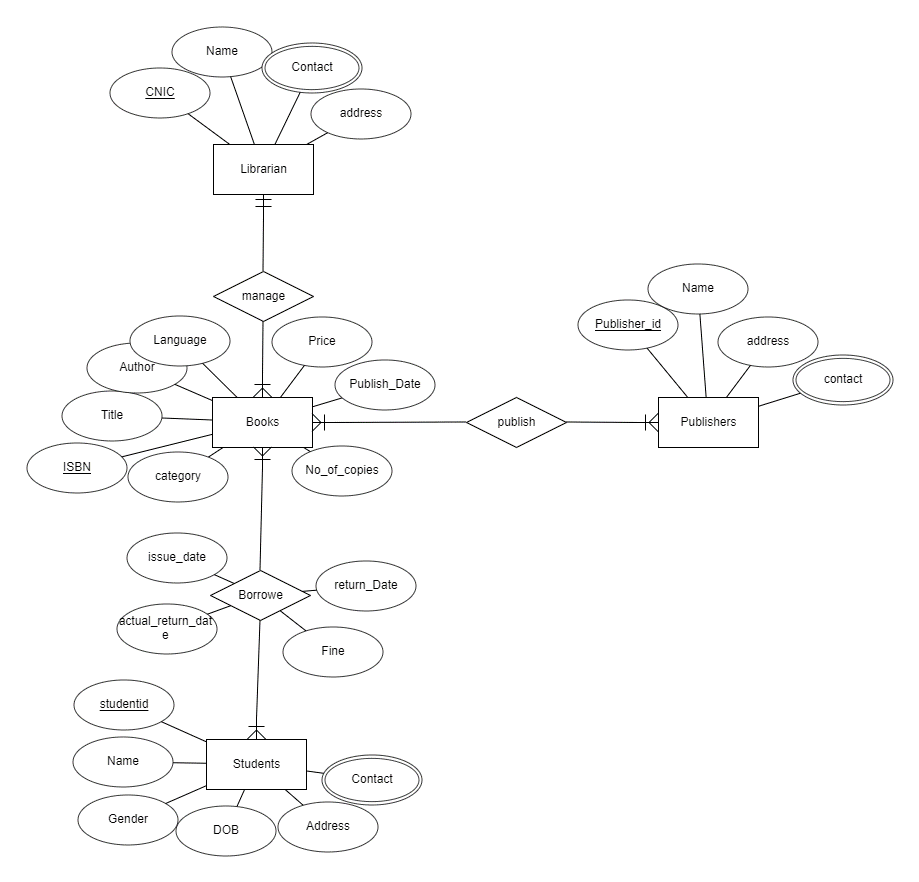 Name
Contact
CNIC
address
Librarian
manage
Name
Publisher_id
address
contact
Language
Price
Author
Publish_Date
Title
Books
publish
Publishers
ISBN
category
No_of_copies
issue_date
return_Date
Borrowe
actual_return_dat
e
Fine
studentid
Name
Students
Contact
Gender
DOB
Address